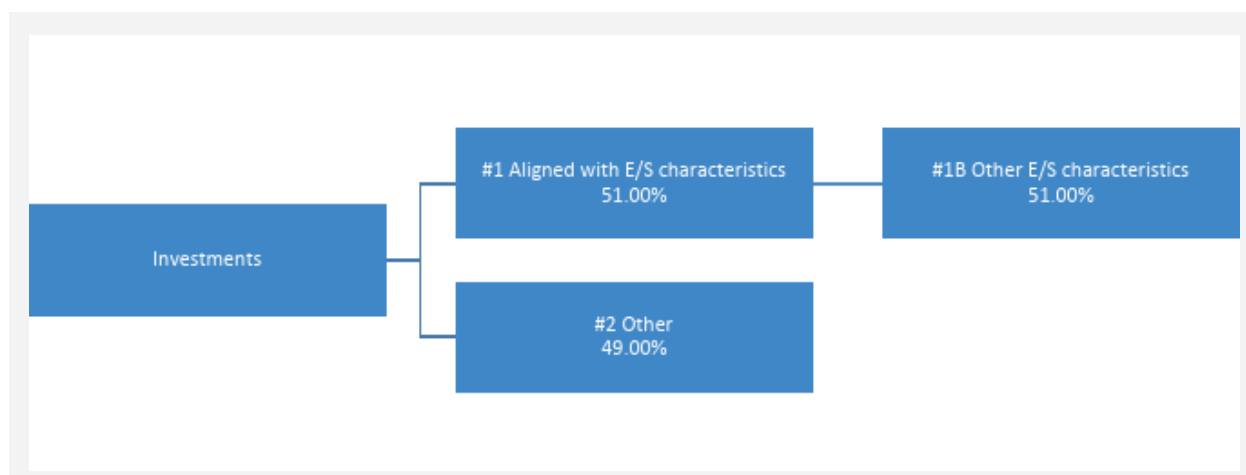 #1 Aligned with E/S characteristics
51.00%
#1B Other E/S characteristics
51.00%
Investments
#2 Other
49.00%